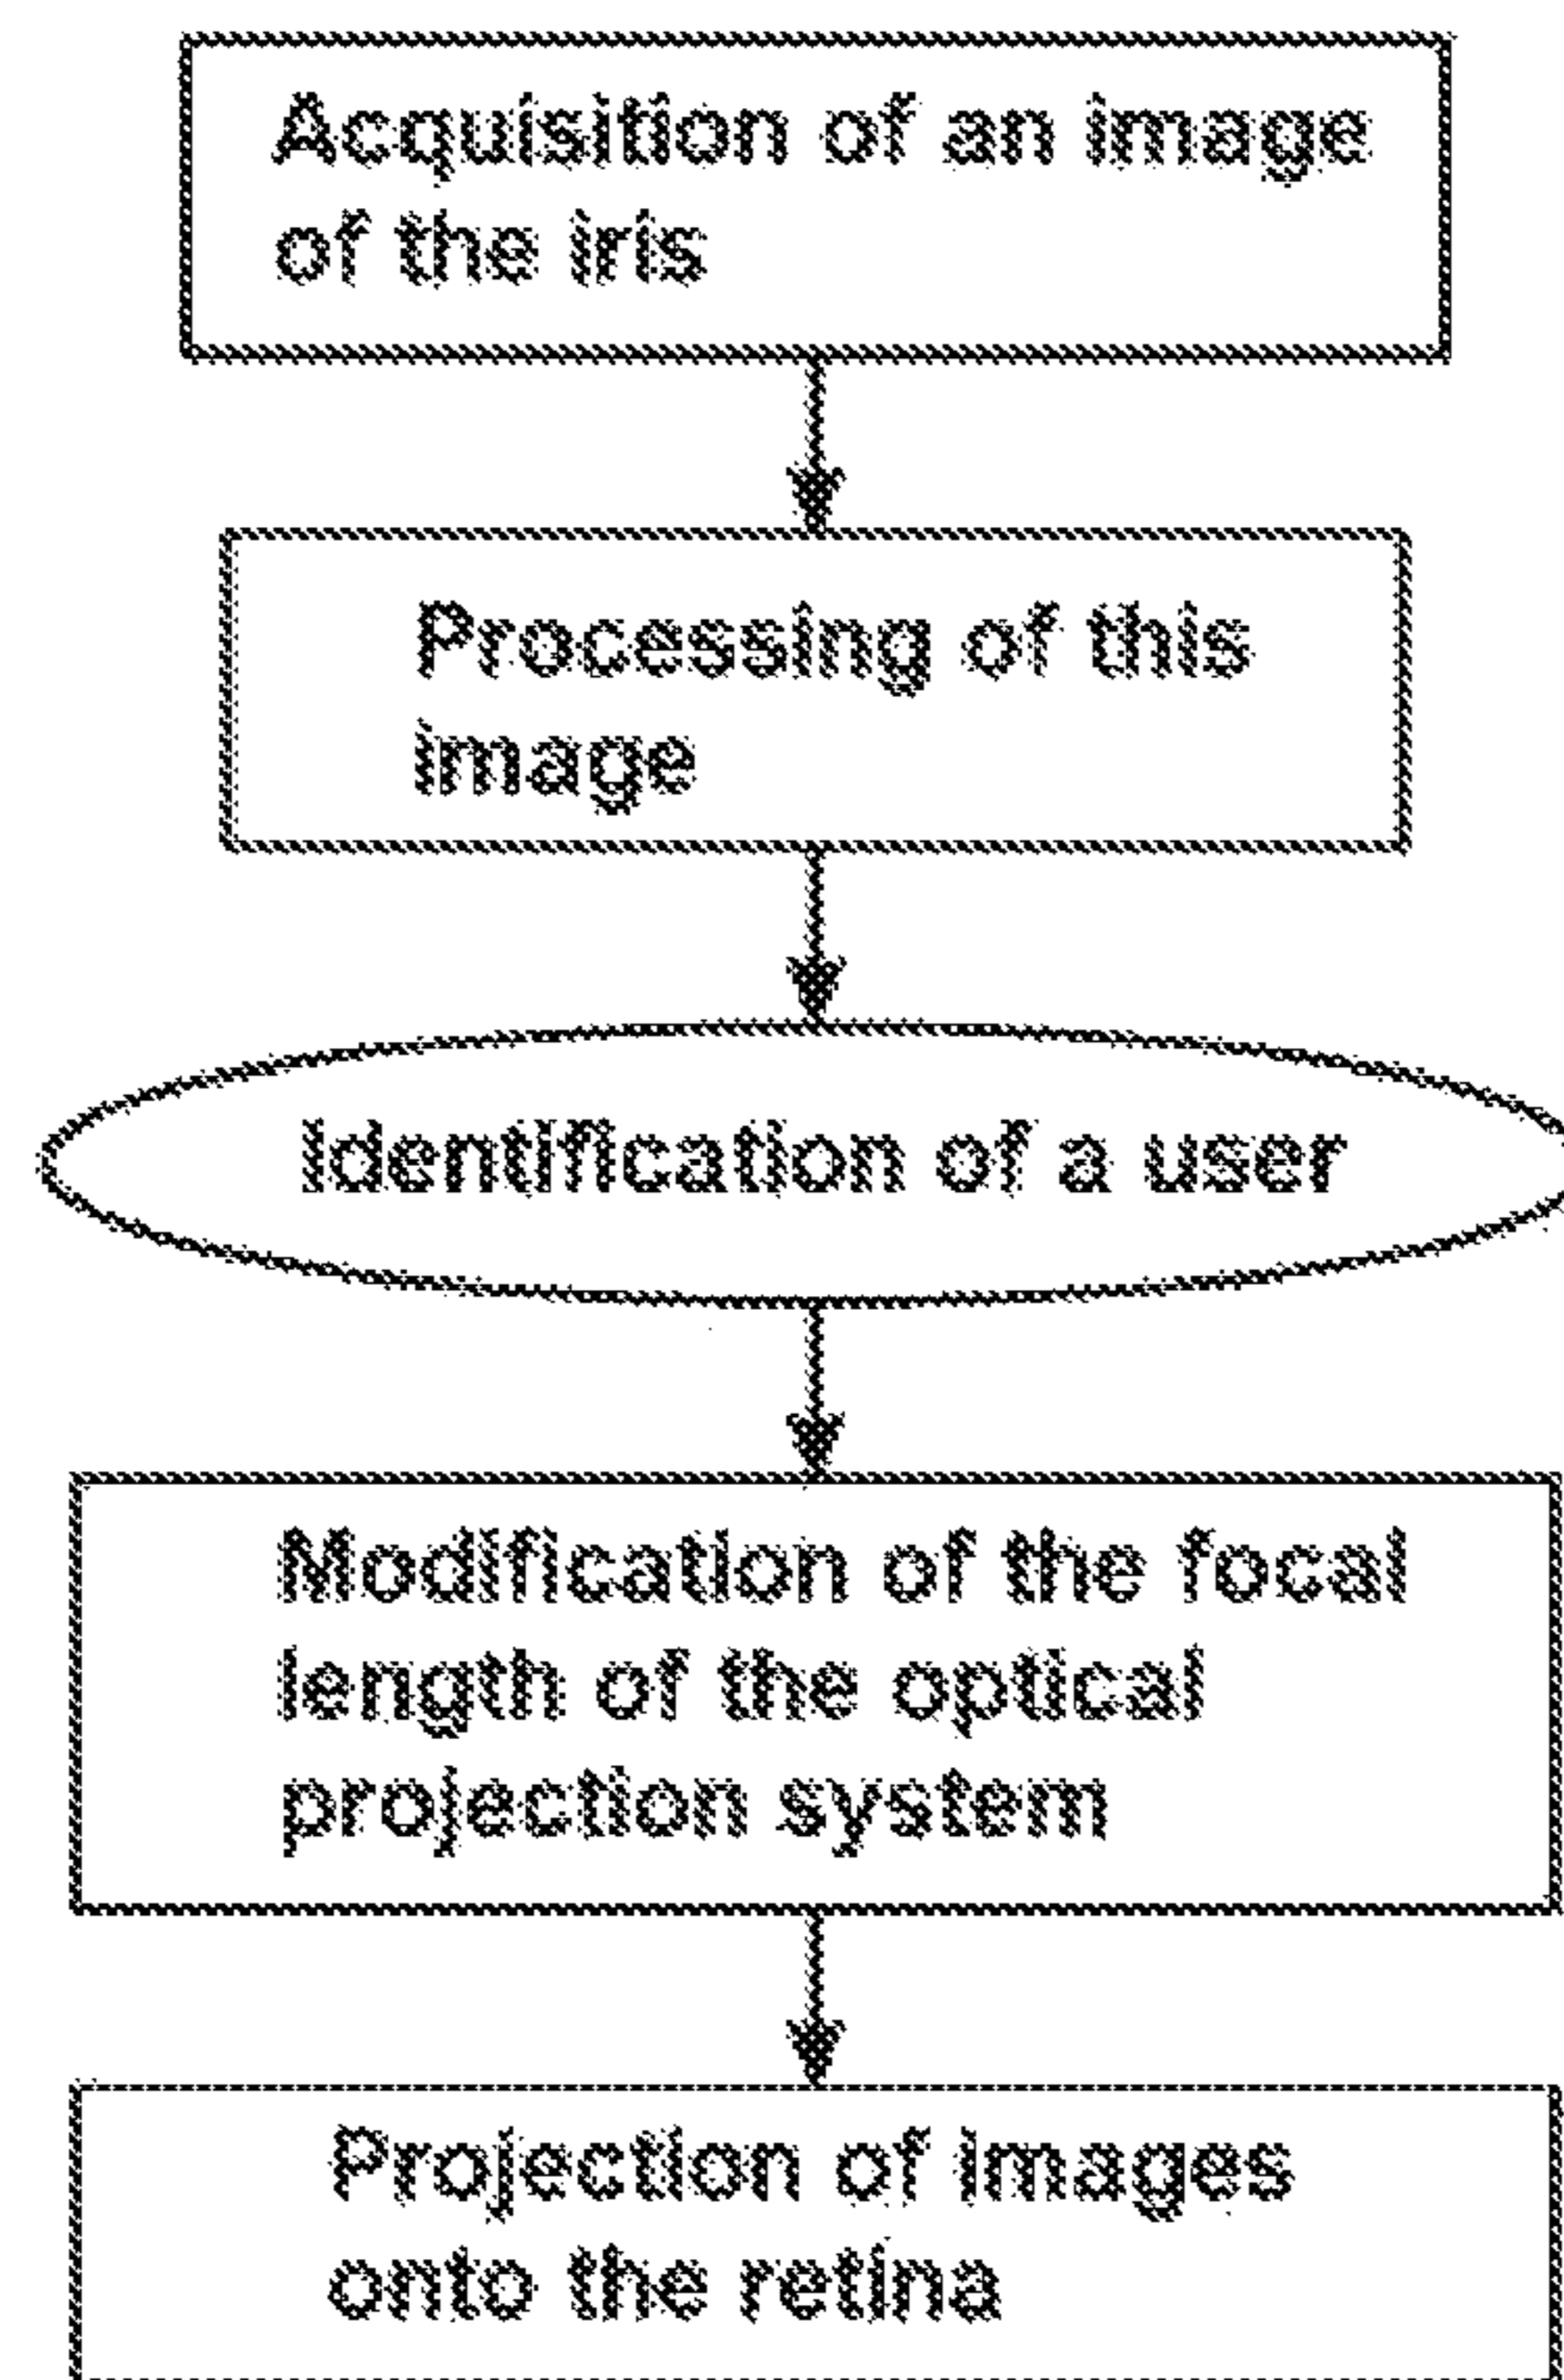 Acquisition of an image
of the iris
Processing of this
image
Identification of a user
Modification of the focal
length of the optical
projection system
Projection of images
onto the retina